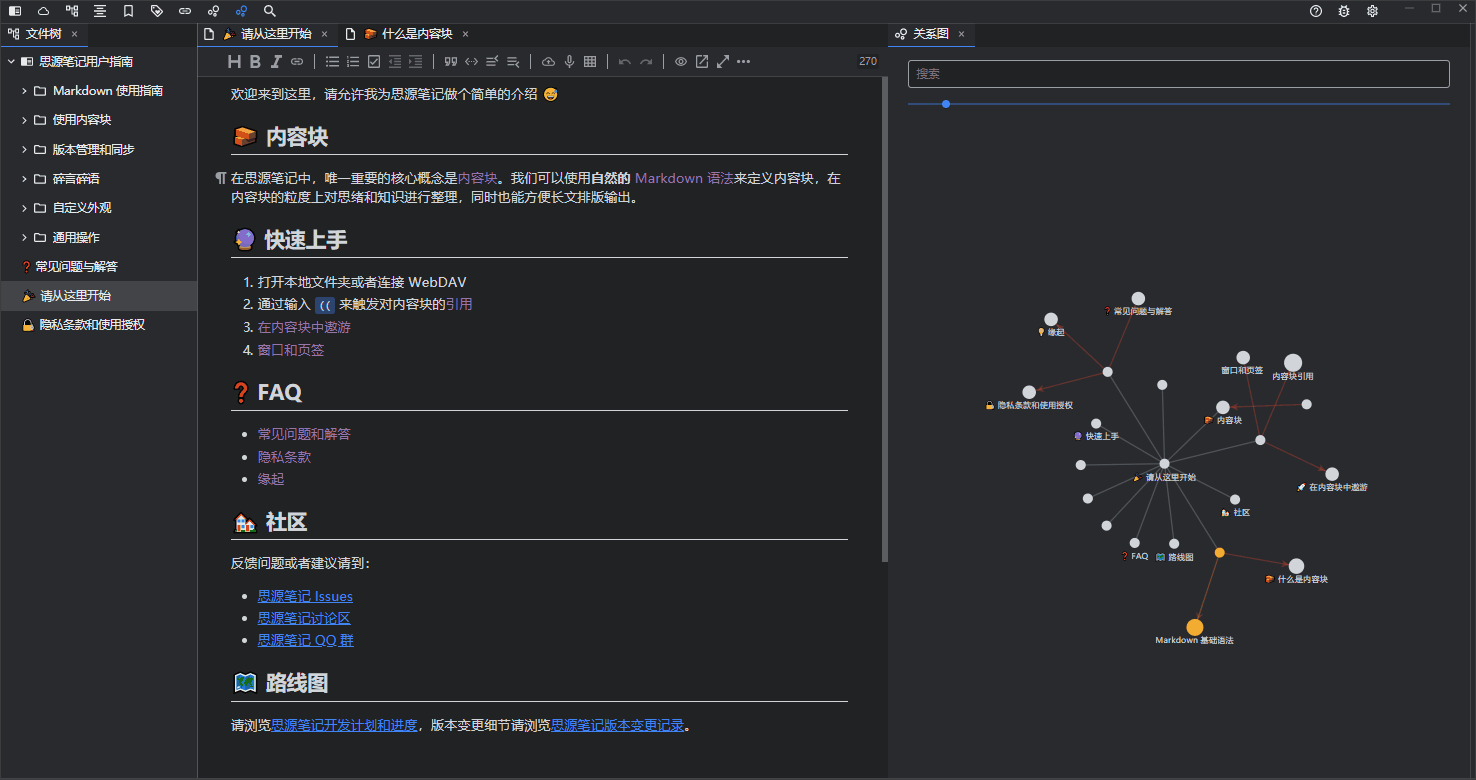 文件树
思源笔记用户指南
Markdown 使用指南
使用内容块
版本管理和同步
碎言碎语
自定义外观
通用操作
常见问题与解答
请从这里开始
隐私条款和使用授权
请从这里开始
什么是内容块
270
欢迎来到这里，请允许我为思源笔记做个简单的介绍
内容块
在思源笔记中，唯一重要的核心概念是内容块。我们可以使用自然的 Markdown 语法来定义内容块，在
内容块的粒度上对思绪和知识进行整理，同时也能方便长文排版输出。
快速上手
1. 打开本地文件夹或者连接 WebDAV
2. 通过输入 (( 来触发对内容块的引用
3. 在内容块中遨游
4. 窗口和页签
FAQ
常见问题和解答
隐私条款
缘起
社区
反馈问题或者建议请到：
思源笔记 Issues
思源笔记讨论区
思源笔记 QQ 群
路线图
请浏览思源笔记开发计划和进度，版本变更细节请浏览思源笔记版本变更记录。
关系图
搜索
常见问题与解答
缘起
窗口和页签
内容块引用
隐私条款和使用授权
内容块
快速上手
请从这里开始
在内容块中遨游
社区
FAQ
路线图
什么是内容块
Markdown 基础语法